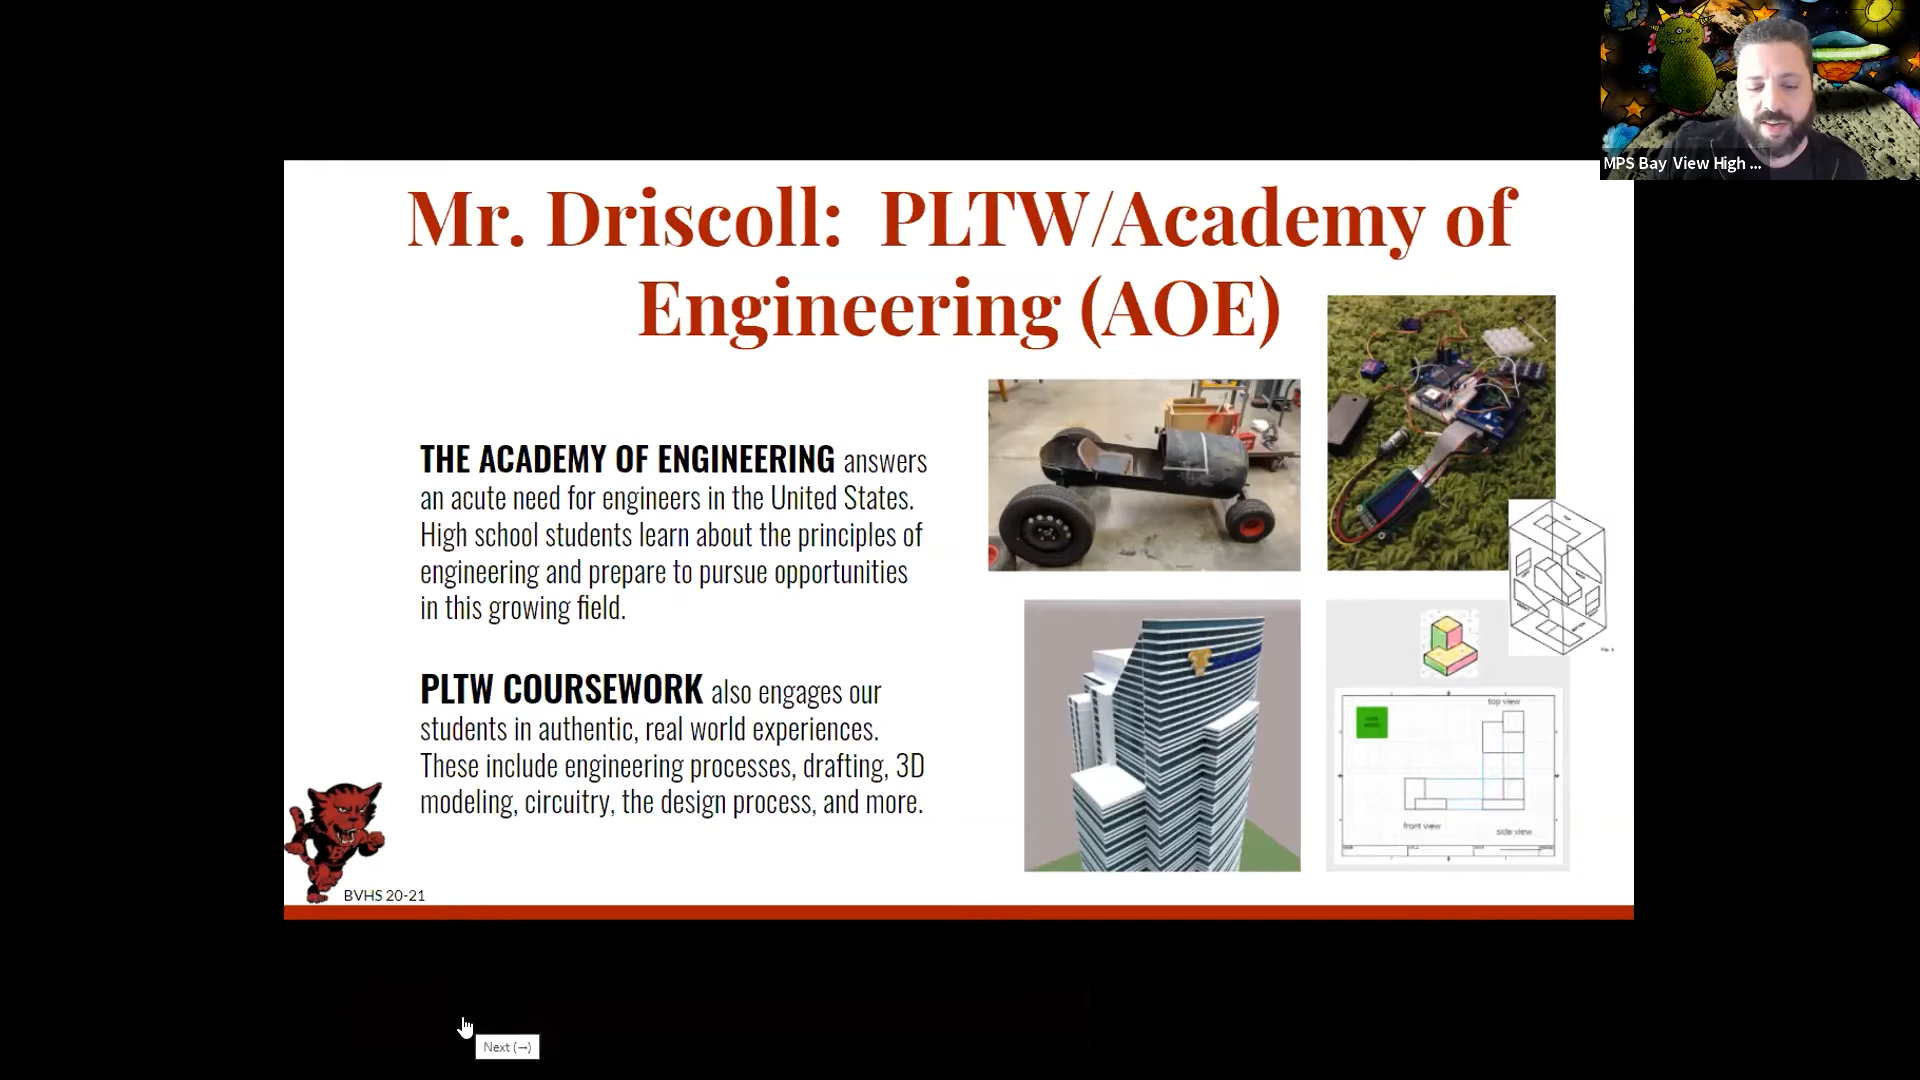 MPS Bay View High ...
Mr. Driscoll: PLTW/Academy of
Engineering (AOE)
THE ACADEMY OF ENGINEERING answers
an acute need for engineers in the United States.
High school students learn about the principles of
engineering and prepare to pursue opportunities
in this growing field.
PLTW COURSEWORK also engages our
students in authentic, real world experiences.
These include engineering processes, drafting, 3D
modeling, circuitry, the design process, and more.
top view
front view
side view
BVHS 20-21
Next (→)